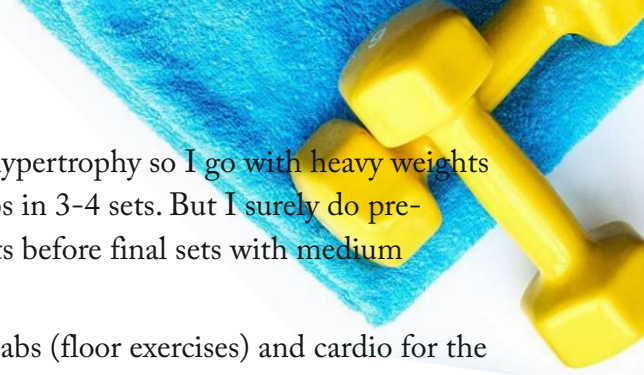 hypertrophy so I go with heavy weights
s in 3-4 sets. But I surely do pre-
ts before final sets with medium
abs (floor exercises) and cardio for the